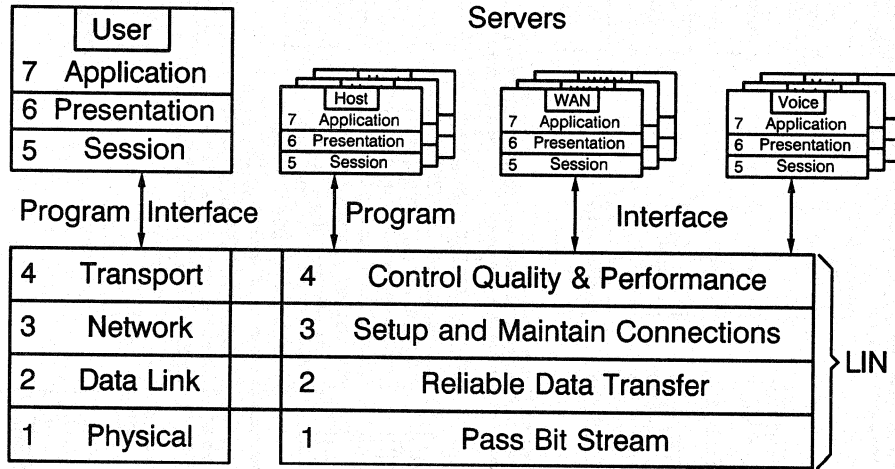 Servers
User
7 Application
6 Presentation
5 Session
Host
7 Application
6 Presentation
5 Session
WAN
7 Application
6 Presentation
5 Session
Voice
7 Application
6 Presentation
5 Session
Program Interface
Program Interface
4 Transport
4 Control Quality & Performance
3 Network
3 Setup and Maintain Connections
2 Data Link
2 Reliable Data Transfer
1 Physical
1 Pass Bit Stream
LIN